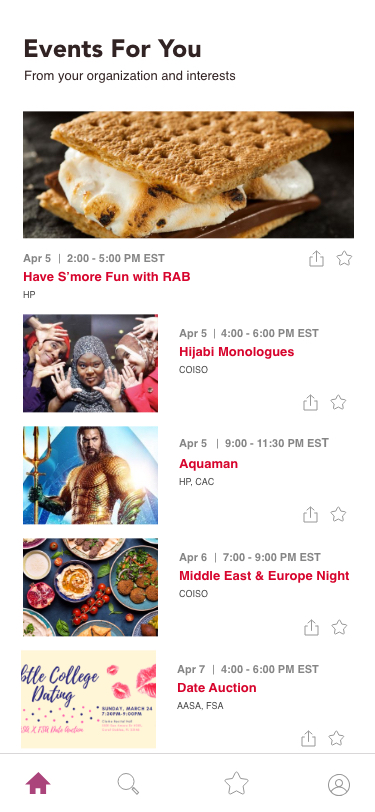 Events For You
From your organization and interests
Apr 5 | 2:00 - 5:00 PM EST
Have S'more Fun with RAB
HP
Apr 5 | 4:00 - 6:00 PM EST
Hijabi Monologues
COISO
Apr 5 | 9:00 - 11:30 PM EST
Aquaman
HP, CAC
Apr 6 | 7:00 - 9:00 PM EST
Middle East & Europe Night
COISO
btle College
Dating
SUNDAY, MARCH 24
7:30PM-9:00PM
FSA Date Auction
Apr 7 | 4:00 - 6:00 PM EST
Date Auction
AASA, FSA